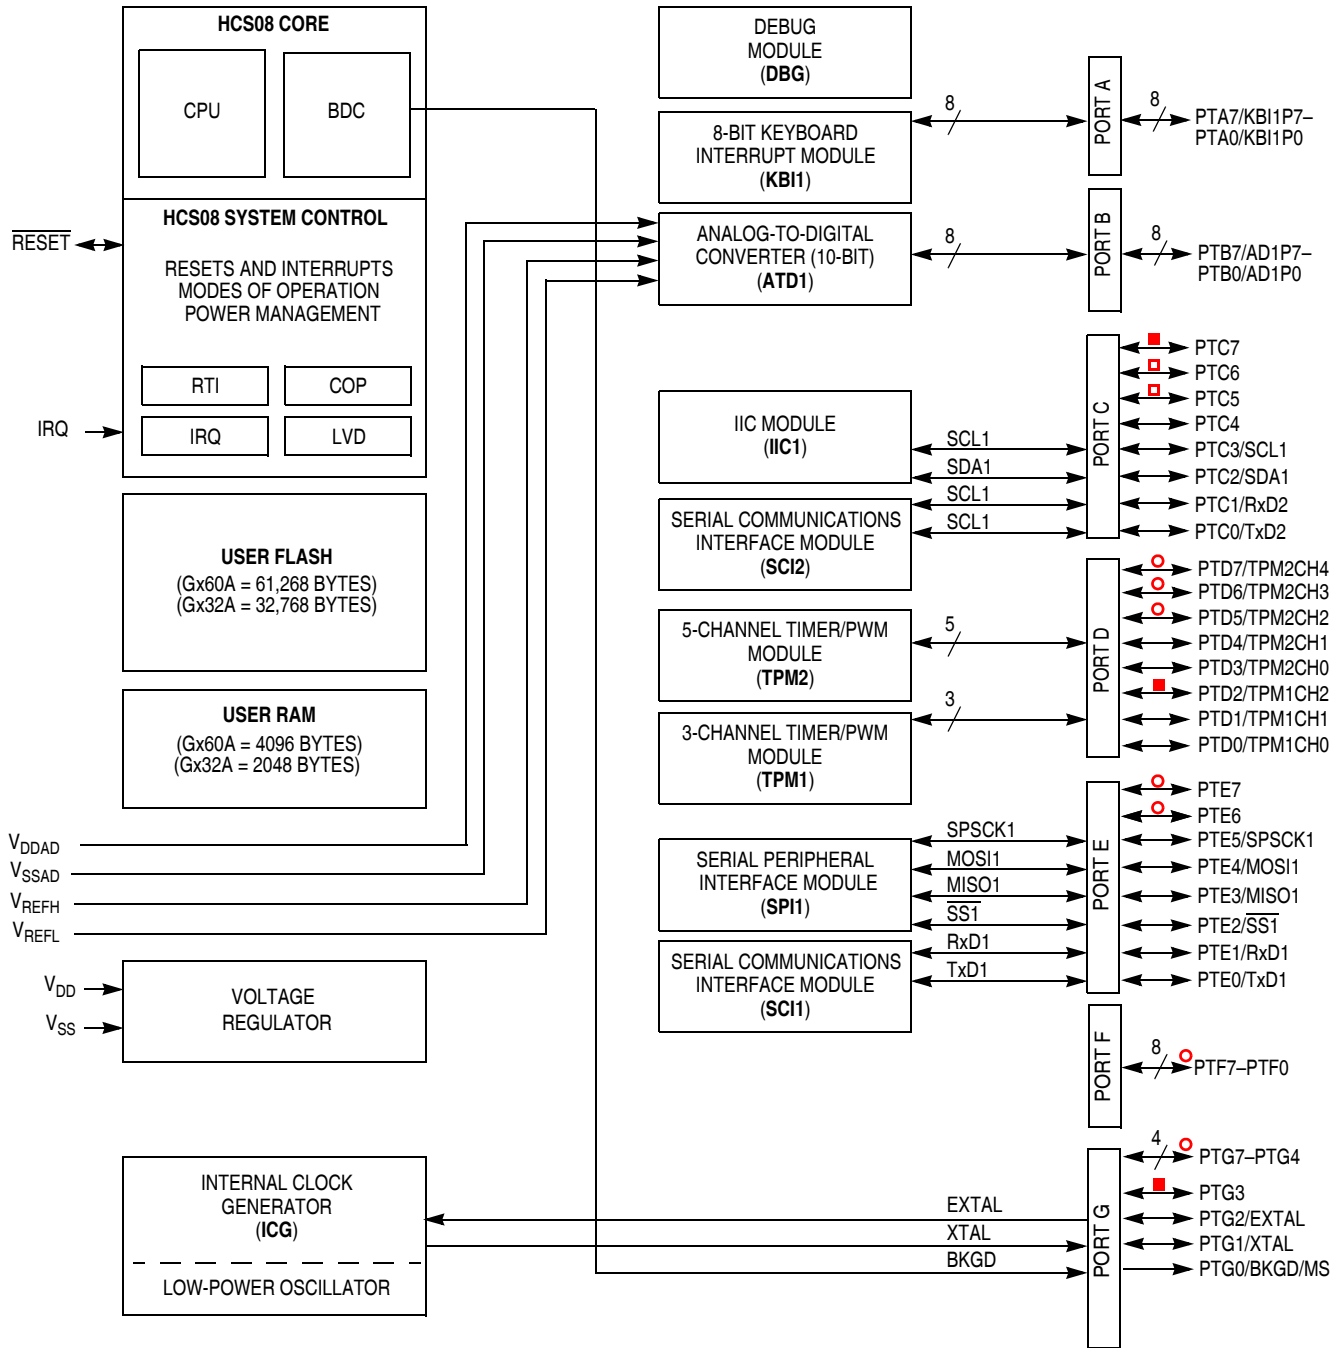 HCS08 CORE
CPU
BDC
HCS08 SYSTEM CONTROL
RESET
RESETS AND INTERRUPTS
MODES OF OPERATION
POWER MANAGEMENT
RTI
COP
IRQ
IRQ
LVD
USER FLASH
(Gx60A = 61,268 BYTES)
(Gx32A = 32,768 BYTES)
USER RAM
(Gx60A = 4096 BYTES)
(Gx32A = 2048 BYTES)
VDDAD
VSSAD
VREFH
VREFL
VDD
VSS
VOLTAGE
REGULATOR
INTERNAL CLOCK
GENERATOR
(ICG)
LOW-POWER OSCILLATOR
DEBUG
MODULE
(DBG)
8-BIT KEYBOARD
INTERRUPT MODULE
(KBI1)
8
PORT A
8
PTA7/KBI1P7–
PTA0/KBI1P0
ANALOG-TO-DIGITAL
CONVERTER (10-BIT)
(ATD1)
8
PORT B
8
PTB7/AD1P7–
PTB0/AD1P0
IIC MODULE
(IIC1)
SCL1
SDA1
SERIAL COMMUNICATIONS
INTERFACE MODULE
(SCI2)
SCL1
SCL1
PORT C
PTC7
PTC6
PTC5
PTC4
PTC3/SCL1
PTC2/SDA1
PTC1/RxD2
PTC0/TxD2
5-CHANNEL TIMER/PWM
MODULE
(TPM2)
5
3-CHANNEL TIMER/PWM
MODULE
(TPM1)
3
PORT D
PTD7/TPM2CH4
PTD6/TPM2CH3
PTD5/TPM2CH2
PTD4/TPM2CH1
PTD3/TPM2CH0
PTD2/TPM1CH2
PTD1/TPM1CH1
PTD0/TPM1CH0
SERIAL PERIPHERAL
INTERFACE MODULE
(SPI1)
SPSCK1
MOSI1
MISO1
SS1
SERIAL COMMUNICATIONS
INTERFACE MODULE
(SCI1)
RxD1
TxD1
PORT E
PTE7
PTE6
PTE5/SPSCK1
PTE4/MOSI1
PTE3/MISO1
PTE2/SS1
PTE1/RxD1
PTE0/TxD1
PORT F
8
PTF7–PTF0
EXTAL
XTAL
BKGD
PORT G
4
PTG7–PTG4
PTG3
PTG2/EXTAL
PTG1/XTAL
PTG0/BKGD/MS